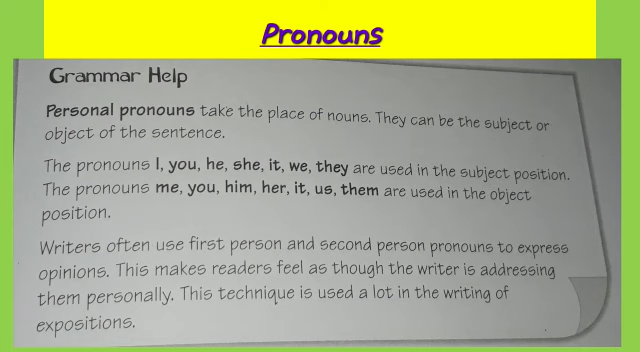 Pronouns
Grammar Help
Personal pronouns take the place of nouns. They can be the subject or
object of the sentence.
The pronouns I, you, he, she, it, we, they are used in the subject position.
The pronouns me, you, him, her, it, us, them are used in the object
position.
Writers often use first person and second person pronouns to express
opinions. This makes readers feel as though the writer is addressing
them personally. This technique is used a lot in the writing of
expositions.